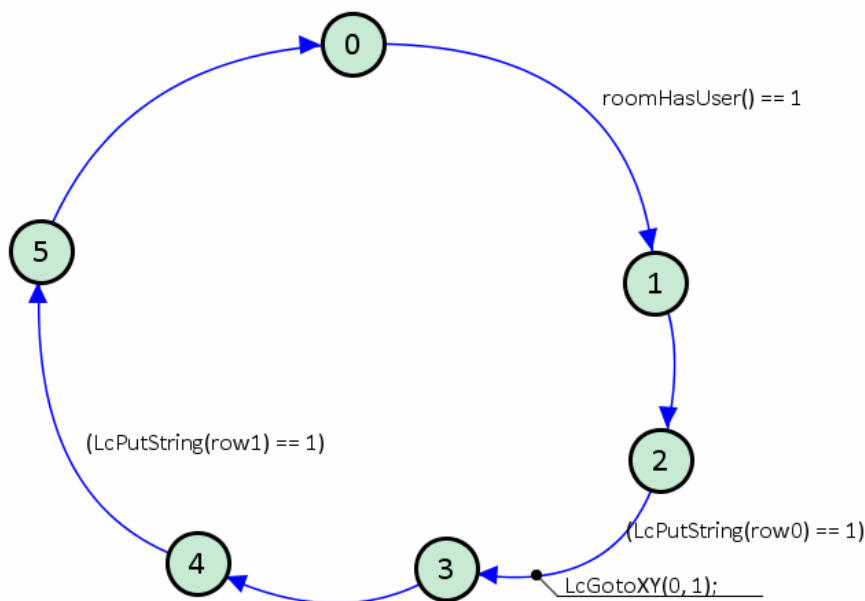 0
roomHasUser() == 1
5
1
(LcPutString(row1) == 1)
2
(LcPutString(row0) == 1)
4
3
LcGotoXY(0, 1);